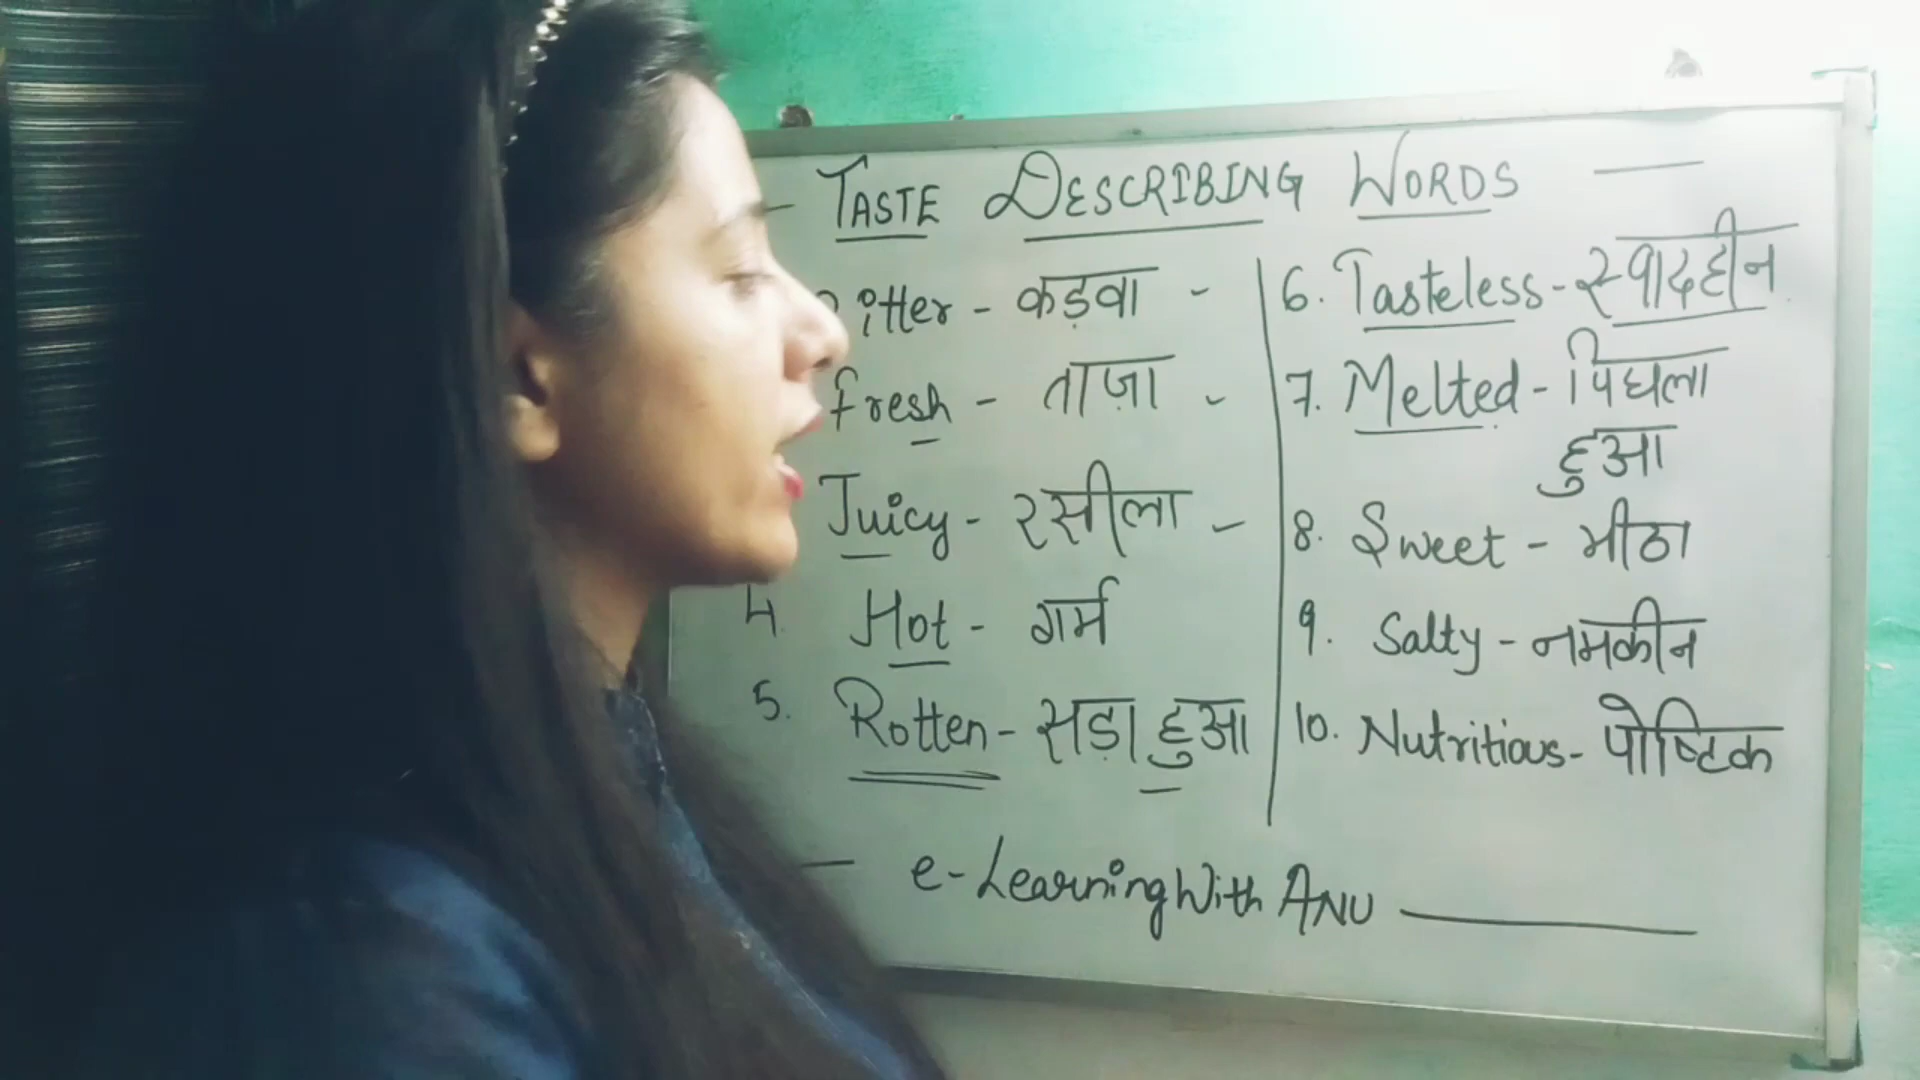 TASTE DESCRIBING WORDS
itter - कड़वा -
fresh - ताज़ा -
Juicy - रसीला -
4. Hot - गर्म
5. Rotten - सड़ा हुआ
6. Tasteless - स्वादहीन
7. Melted - पिघला
हुआ
8. Sweet - मीठा
9. Salty - नमकीन
10. Nutritious - पोष्टिक
e-Learning With ANU